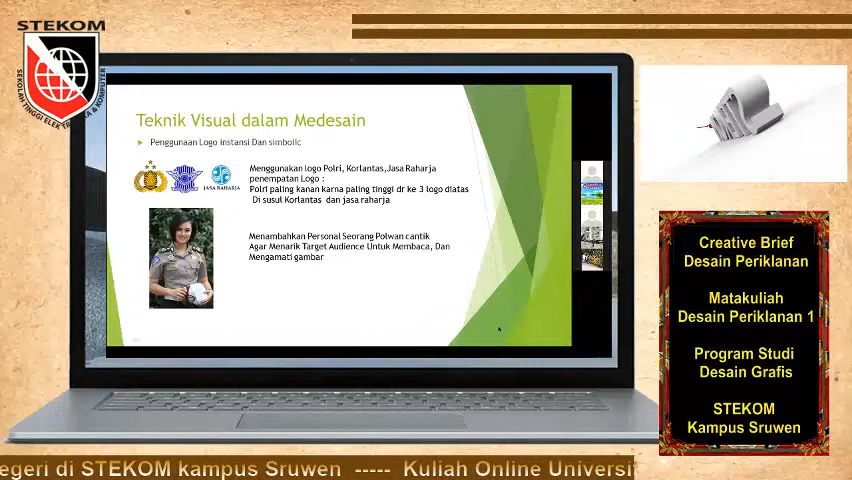 STEKOM
SEKOLAH TINGGI ELEKTRONIKA & KOMPUTER
Teknik Visual dalam Medesain
Penggunaan Logo instansi Dan simbolic
JASA RAHARJA
Menggunakan logo Polri, Korlantas,Jasa Raharja
penempatan Logo :
Polri paling kanan karna paling tinggi dr ke 3 logo diatas
Di susul Korlantas  dan jasa raharja
Menambahkan Personal Seorang Polwan cantik
Agar Menarik Target Audience Untuk Membaca, Dan
Mengamati gambar
Creative Brief
Desain Periklanan
Matakuliah
Desain Periklanan 1
Program Studi
Desain Grafis
STEKOM
Kampus Sruwen
egeri di STEKOM kampus Sruwen  -----  Kuliah Online Universit